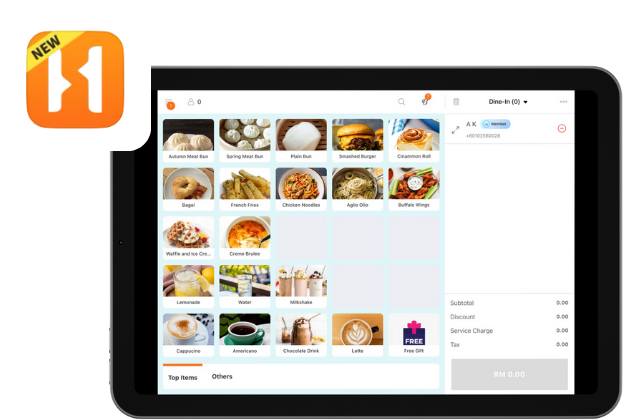 NEW
1
0
Dine-In (0)
A K
Member
+60102580028
Autumn Meat Bun
Spring Meat Bun
Plain Bun
Smashed Burger
Cinammon Roll
Bagel
French Fries
Chicken Noodles
Aglio Olio
Buffalo Wings
Waffle and Ice Cre...
Creme Brulee
Lemonade
Water
Milkshake
Cappucino
Americano
Chocolate Drink
Latte
FREE
Free Gift
Subtotal 0.00
Discount 0.00
Service Charge 0.00
Tax 0.00
RM 0.00
Top Items
Others